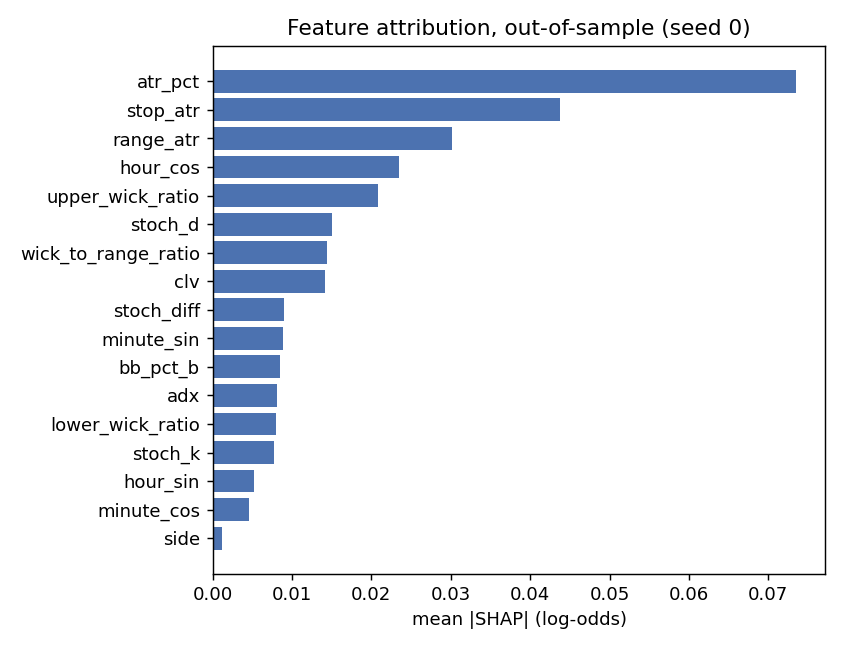 Feature attribution, out-of-sample (seed 0)
atr_pct
stop_atr
range_atr
hour_cos
upper_wick_ratio
stoch_d
wick_to_range_ratio
clv
stoch_diff
minute_sin
bb_pct_b
adx
lower_wick_ratio
stoch_k
hour_sin
minute_cos
side
0.00 0.01 0.02 0.03 0.04 0.05 0.06 0.07
mean |SHAP| (log-odds)